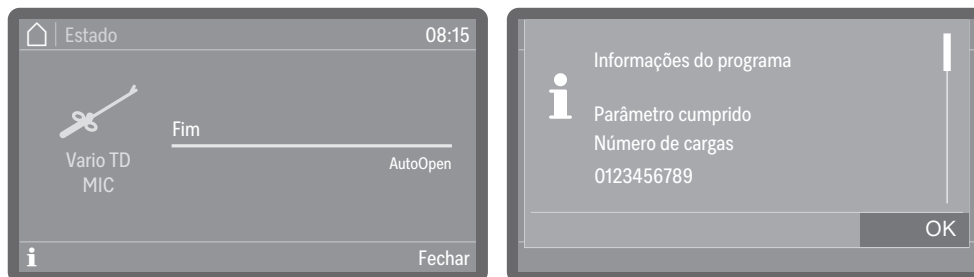 Estado 08:15
Fim
Vario TD
MIC
AutoOpen
i Fechar
Informações do programa
i
Parâmetro cumprido
Número de cargas
0123456789
OK